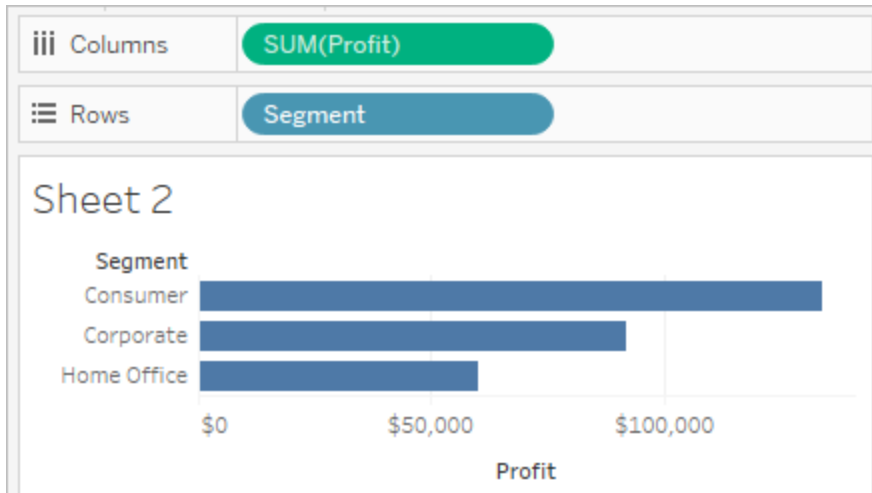 Columns SUM(Profit)
Rows Segment
Sheet 2
Segment
Consumer
Corporate
Home Office
$0 $50,000 $100,000
Profit